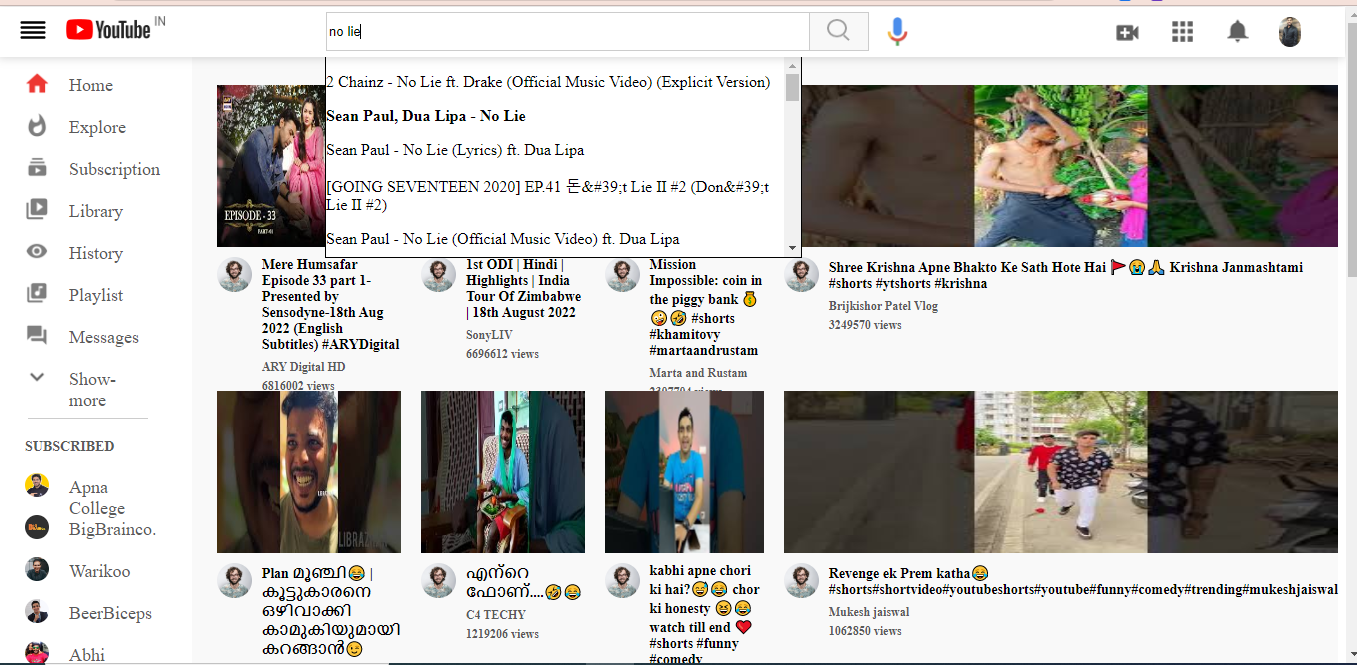 YouTube IN
no lie
2 Chainz - No Lie ft. Drake (Official Music Video) (Explicit Version)
Sean Paul, Dua Lipa - No Lie
Sean Paul - No Lie (Lyrics) ft. Dua Lipa
[GOING SEVENTEEN 2020] EP.41 돈&#39;t Lie II #2 (Don&#39;t
Lie II #2)
Sean Paul - No Lie (Official Music Video) ft. Dua Lipa
Home
Explore
Subscription
Library
History
Playlist
Messages
Show-
more
SUBSCRIBED
Apna
College
BigBrainco.
Warikoo
BeerBiceps
Abhi
EPISODE - 33
PART-01
Mere Humsafar
Episode 33 part 1-
Presented by
Sensodyne-18th Aug
2022 (English
Subtitles) #ARYDigital
ARY Digital HD
6816002 views
1st ODI | Hindi |
Highlights | India
Tour Of Zimbabwe
| 18th August 2022
SonyLIV
6696612 views
Mission
Impossible: coin in
the piggy bank 💰
🤪🤣 #shorts
#khamitovy
#martaandrustam
Marta and Rustam
2397794 views
Shree Krishna Apne Bhakto Ke Sath Hote Hai 🚩😭🙏 Krishna Janmashtami
#shorts #ytshorts #krishna
Brijkishor Patel Vlog
3249570 views
Plan മൂഞ്ചി😂 |
കൂട്ടുകാരനെ
ഒഴിവാക്കി
കാമുകിയുമായി
കറങ്ങാൻ😉
എന്റെ
ഫോണ്....🤣😂
C4 TECHY
1219206 views
kabhi apne chori
ki hai?😅😂 chor
ki honesty 😆😂
watch till end ❤️
#shorts #funny
#comedy
Revenge ek Prem katha😂
#shorts#shortvideo#youtubeshorts#youtube#funny#comedy#trending#mukeshjaiswal
Mukesh jaiswal
1062850 views